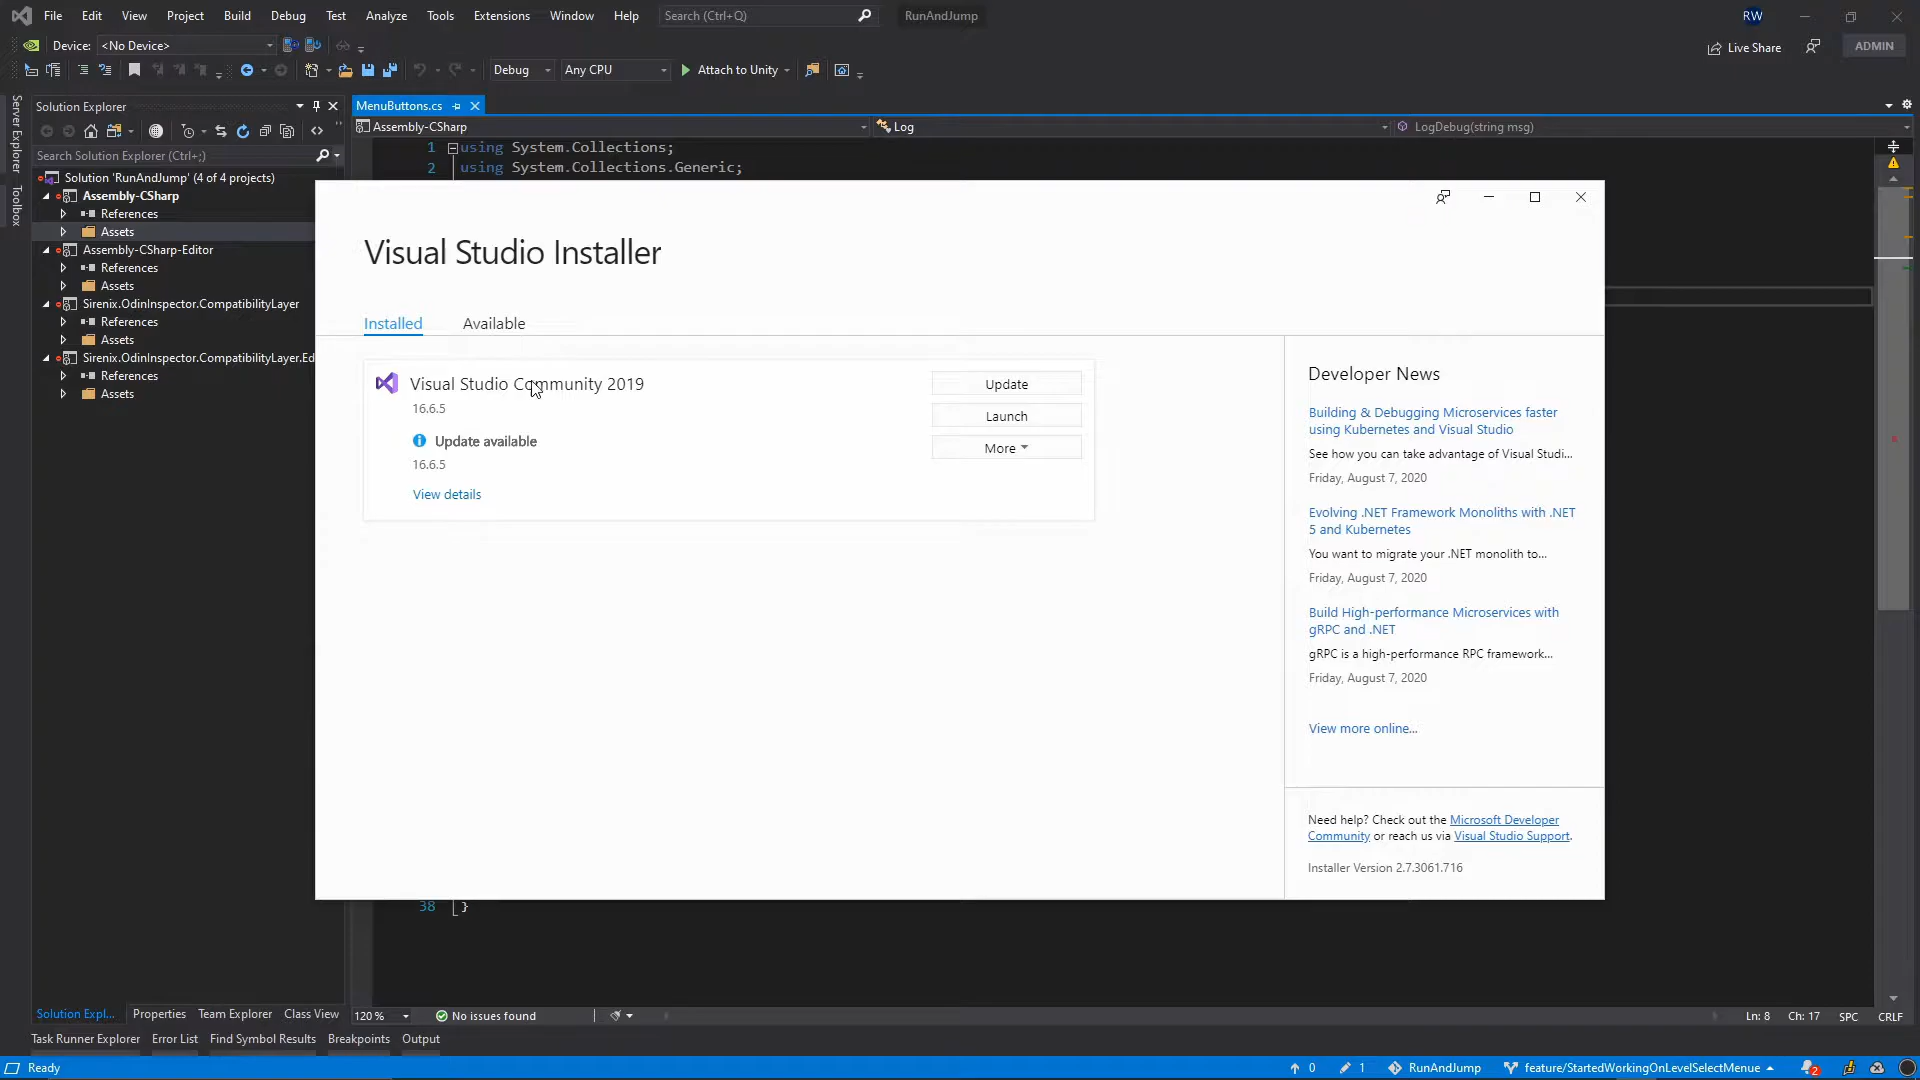 File Edit View Project Build Debug Test Analyze Tools Extensions Window Help Search (Ctrl+Q) RunAndJump RW
Device: <No Device> Live Share ADMIN
Debug Any CPU Attach to Unity
Server Explorer
Toolbox
Solution Explorer
Search Solution Explorer (Ctrl+;)
Solution 'RunAndJump' (4 of 4 projects)
Assembly-CSharp
References
Assets
Assembly-CSharp-Editor
References
Assets
Sirenix.OdinInspector.CompatibilityLayer
References
Assets
Sirenix.OdinInspector.CompatibilityLayer.Ed
References
Assets
MenuButtons.cs
Assembly-CSharp Log LogDebug(string msg)
1 using System.Collections;
2 using System.Collections.Generic;
Visual Studio Installer
Installed Available
Visual Studio Community 2019
16.6.5
Update available
16.6.5
View details
Update
Launch
More
Developer News
Building & Debugging Microservices faster
using Kubernetes and Visual Studio
See how you can take advantage of Visual Studi...
Friday, August 7, 2020
Evolving .NET Framework Monoliths with .NET
5 and Kubernetes
You want to migrate your .NET monolith to...
Friday, August 7, 2020
Build High-performance Microservices with
gRPC and .NET
gRPC is a high-performance RPC framework...
Friday, August 7, 2020
View more online...
Need help? Check out the Microsoft Developer
Community or reach us via Visual Studio Support.
Installer Version 2.7.3061.716
38 }
Solution Expl... Properties Team Explorer Class View 120 % No issues found Ln: 8 Ch: 17 SPC CRLF
Task Runner Explorer Error List Find Symbol Results Breakpoints Output
Ready 0 1 RunAndJump feature/StartedWorkingOnLevelSelectMenue 2